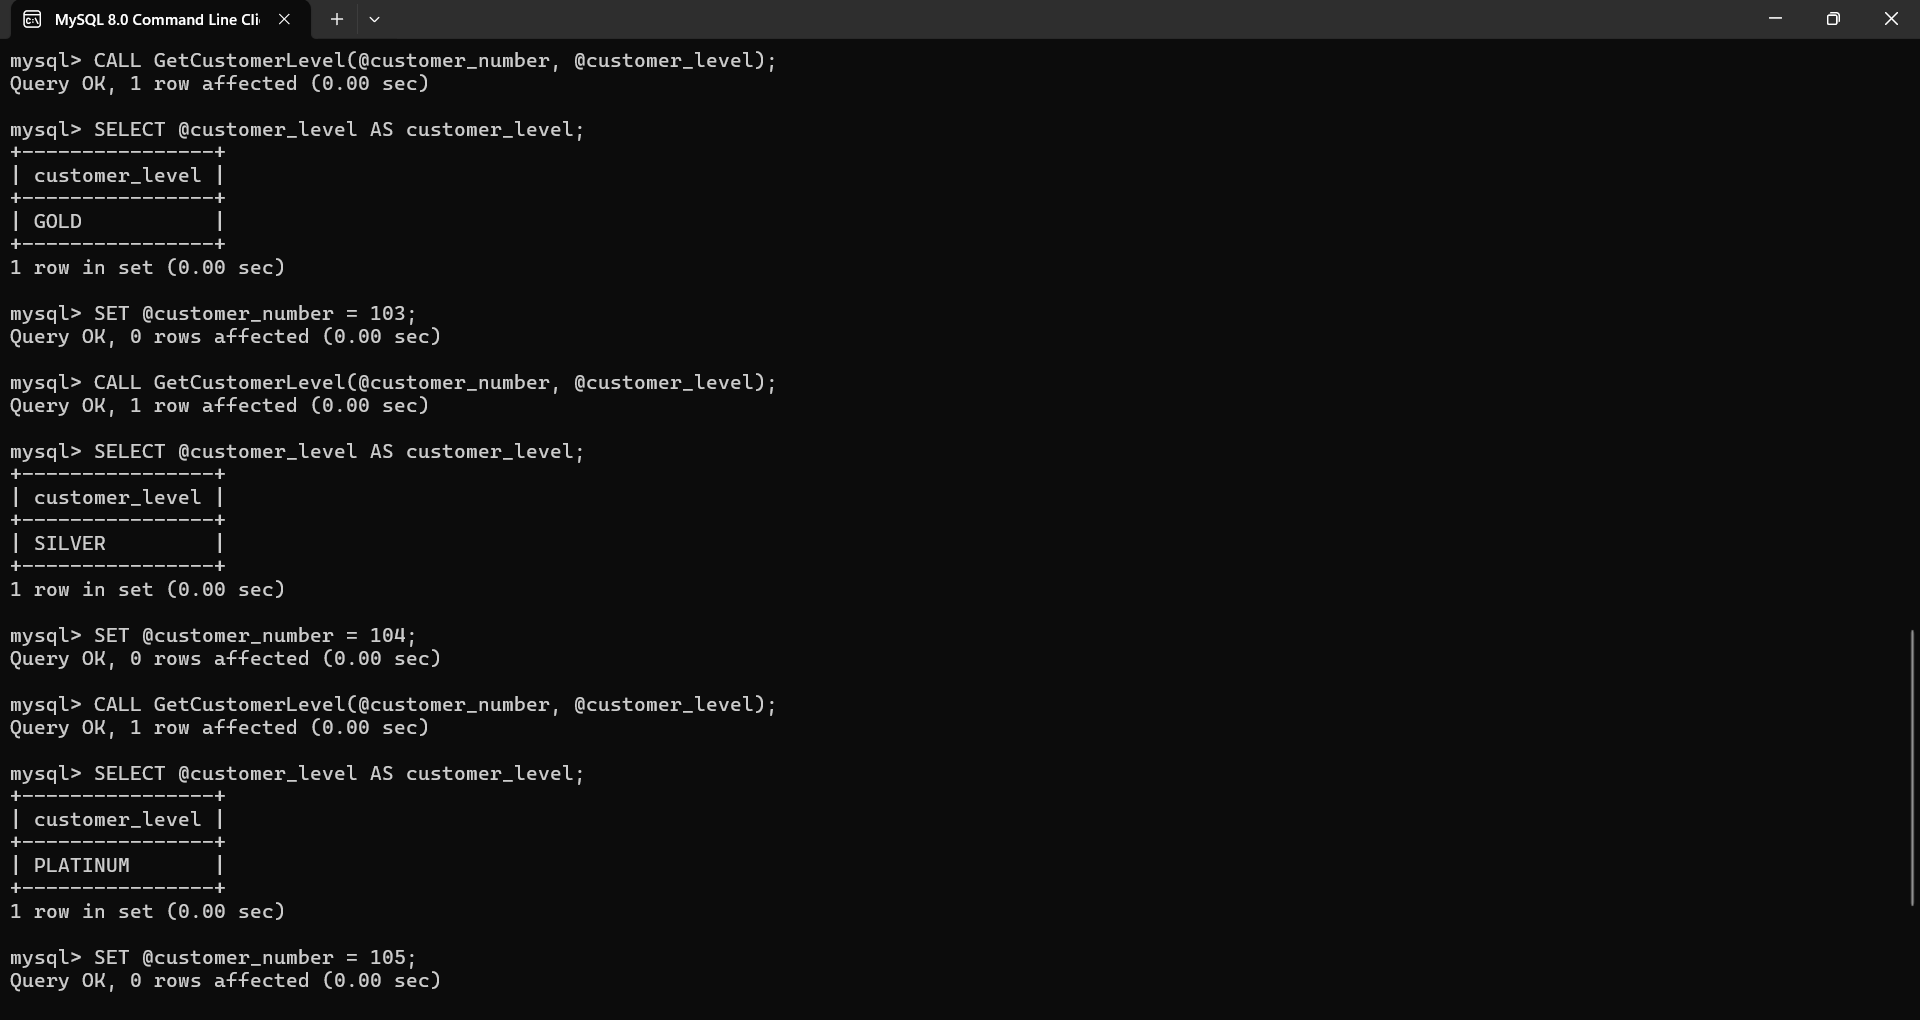 MySQL 8.0 Command Line Cli
mysql> CALL GetCustomerLevel(@customer_number, @customer_level);
Query OK, 1 row affected (0.00 sec)
mysql> SELECT @customer_level AS customer_level;
+----------------+
| customer_level |
+----------------+
| GOLD           |
+----------------+
1 row in set (0.00 sec)
mysql> SET @customer_number = 103;
Query OK, 0 rows affected (0.00 sec)
mysql> CALL GetCustomerLevel(@customer_number, @customer_level);
Query OK, 1 row affected (0.00 sec)
mysql> SELECT @customer_level AS customer_level;
+----------------+
| customer_level |
+----------------+
| SILVER         |
+----------------+
1 row in set (0.00 sec)
mysql> SET @customer_number = 104;
Query OK, 0 rows affected (0.00 sec)
mysql> CALL GetCustomerLevel(@customer_number, @customer_level);
Query OK, 1 row affected (0.00 sec)
mysql> SELECT @customer_level AS customer_level;
+----------------+
| customer_level |
+----------------+
| PLATINUM       |
+----------------+
1 row in set (0.00 sec)
mysql> SET @customer_number = 105;
Query OK, 0 rows affected (0.00 sec)